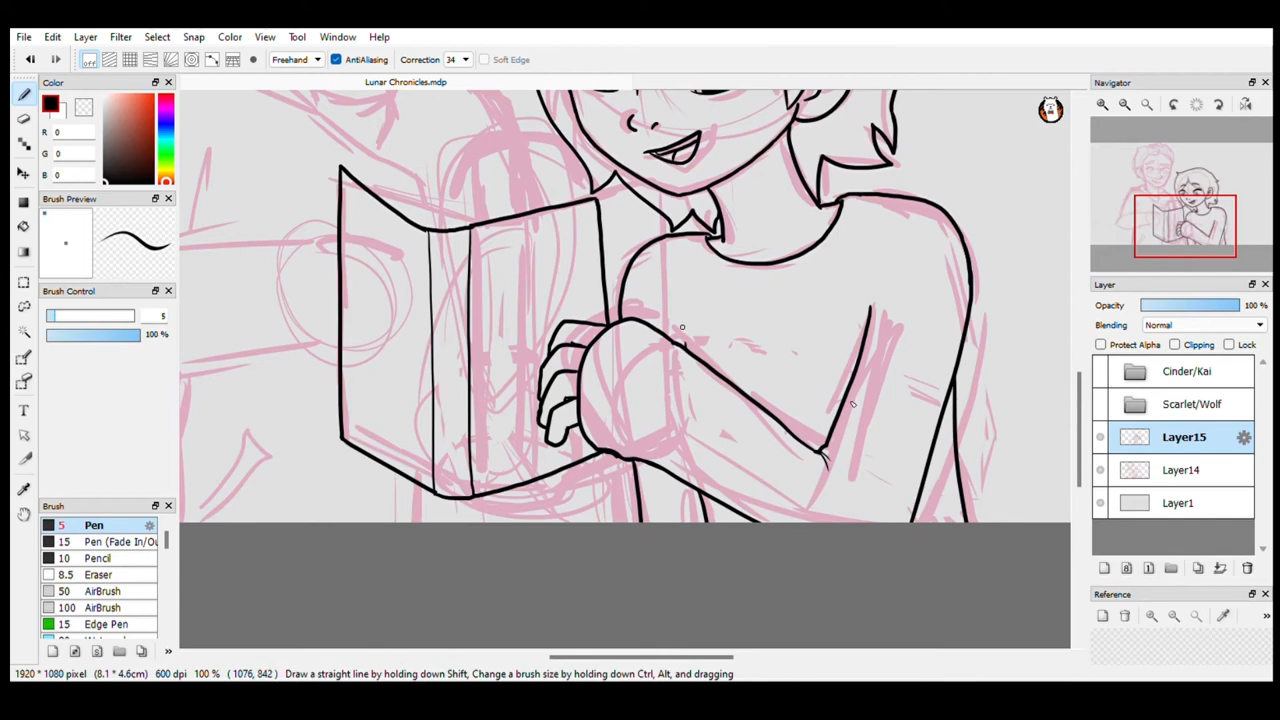 File Edit Layer Filter Select Snap Color View Tool Window Help
off Freehand AntiAliasing Correction 34 Soft Edge
Color
Lunar Chronicles.mdp
Navigator
R 0
G 0
B 0
Brush Preview
Brush Control
5
100 %
Layer
Opacity 100 %
Blending Normal
Protect Alpha Clipping Lock
Cinder/Kai
Scarlet/Wolf
Layer15
Layer14
Layer1
Brush
5 Pen
15 Pen (Fade In/Ou
10 Pencil
8.5 Eraser
50 AirBrush
100 AirBrush
15 Edge Pen
Reference
1920 * 1080 pixel (8.1 * 4.6cm) 600 dpi 100 % ( 1076, 842 ) Draw a straight line by holding down Shift, Change a brush size by holding down Ctrl, Alt, and dragging